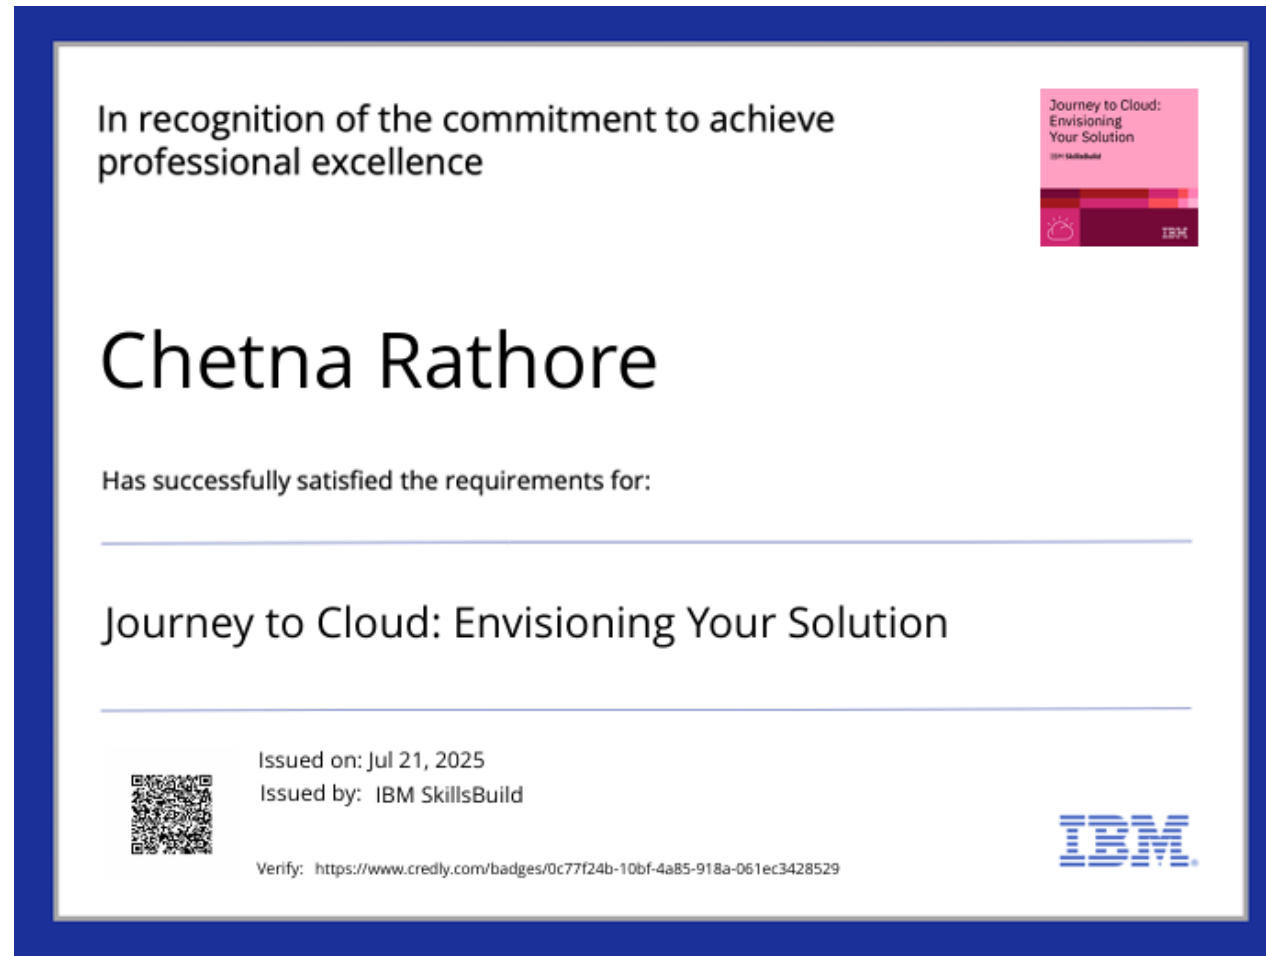 In recognition of the commitment to achieve
professional excellence
Journey to Cloud:
Envisioning
Your Solution
IBM SkillsBuild
IBM
Chetna Rathore
Has successfully satisfied the requirements for:
Journey to Cloud: Envisioning Your Solution
Issued on: Jul 21, 2025
Issued by: IBM SkillsBuild
Verify: https://www.credly.com/badges/0c77f24b-10bf-4a85-918a-061ec3428529
IBM®